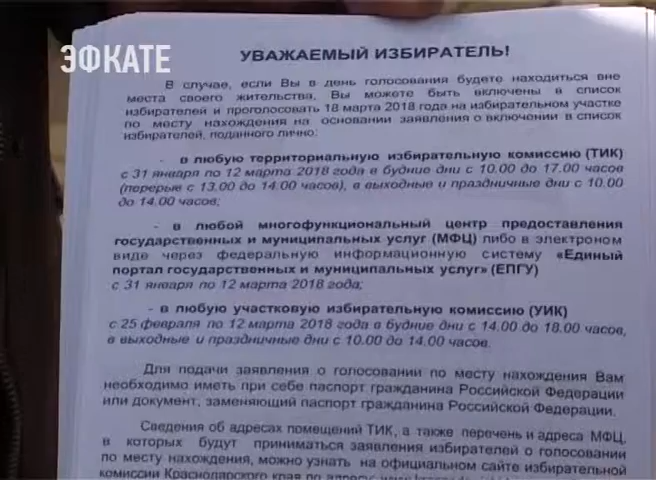 ЭФКАТЕ
УВАЖАЕМЫЙ ИЗБИРАТЕЛЬ!
В случае, если Вы в день голосования будете находиться вне
места своего жительства, Вы можете быть включены в список
избирателей и проголосовать 18 марта 2018 года на избирательном участке
по месту нахождения на основании заявления о включении в список
избирателей, поданного лично:
- в любую территориальную избирательную комиссию (ТИК)
с 31 января по 12 марта 2018 года в будние дни с 10.00 до 17.00 часов
(перерыв с 13.00 до 14.00 часов), в выходные и праздничные дни с 10.00
до 14.00 часов;
- в любой многофункциональный центр предоставления
государственных и муниципальных услуг (МФЦ) либо в электроном
виде через федеральную информационную систему «Единый
портал государственных и муниципальных услуг» (ЕПГУ)
с 31 января по 12 марта 2018 года;
- в любую участковую избирательную комиссию (УИК)
с 25 февраля по 12 марта 2018 года в будние дни с 14.00 до 18.00 часов,
в выходные и праздничные дни с 10.00 до 14.00 часов.
Для подачи заявления о голосовании по месту нахождения Вам
необходимо иметь при себе паспорт гражданина Российской Федерации
или документ, заменяющий паспорт гражданина Российской Федерации.
Сведения об адресах помещений ТИК, а также перечень и адреса МФЦ,
в которых будут приниматься заявления избирателей о голосовании
по месту нахождения, можно узнать на официальном сайте избирательной
комиссии Краснодарского края по адресу: